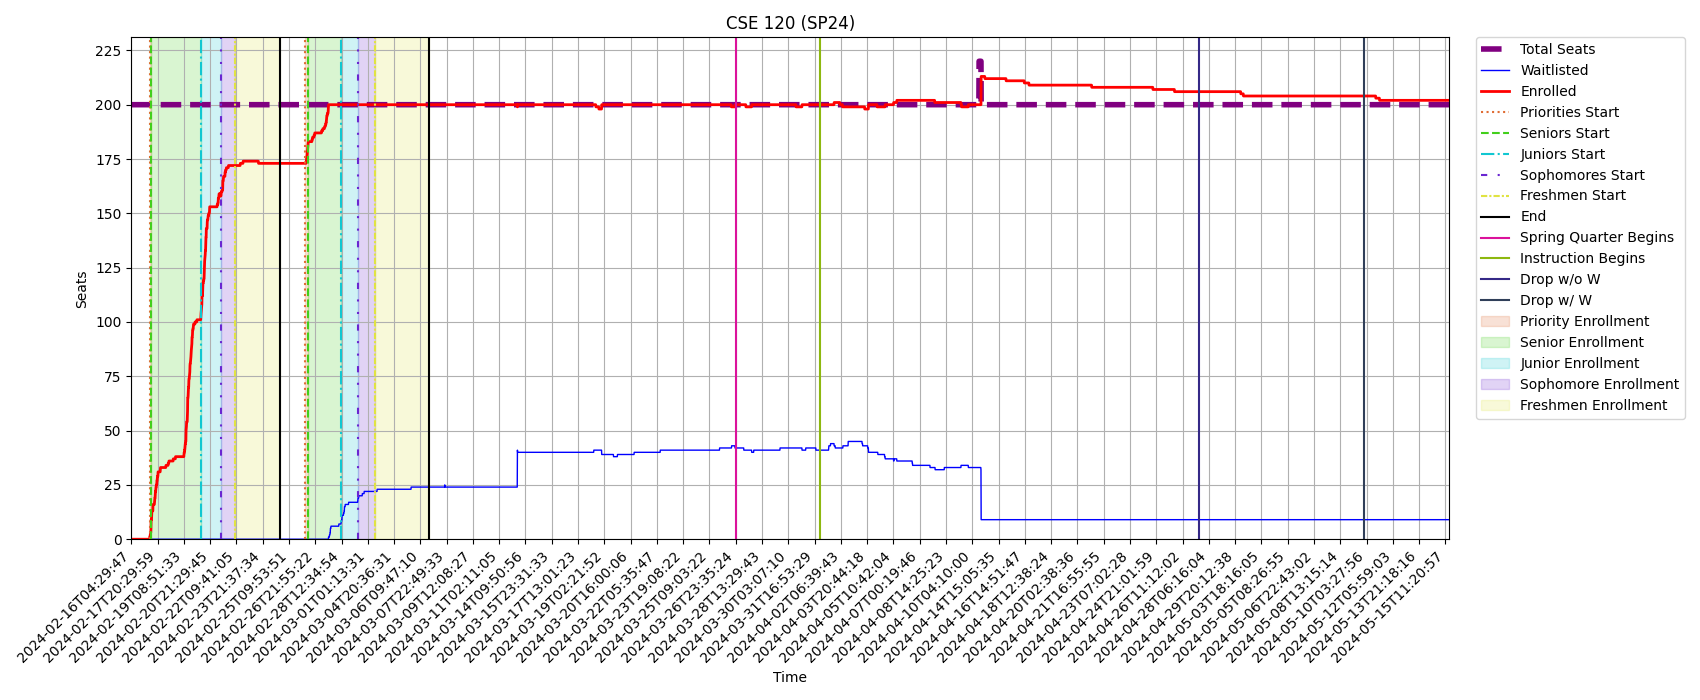 CSE 120 (SP24)
Seats
225
200
175
150
125
100
75
50
25
0
2024-02-16T04:29:47
2024-02-17T20:29:59
2024-02-19T08:51:33
2024-02-20T21:29:45
2024-02-22T09:41:05
2024-02-23T21:37:34
2024-02-25T09:53:51
2024-02-26T21:55:22
2024-02-28T12:34:54
2024-03-01T01:13:31
2024-03-04T20:36:31
2024-03-06T09:47:10
2024-03-07T22:49:33
2024-03-09T12:08:27
2024-03-11T02:11:05
2024-03-14T09:50:56
2024-03-15T23:31:33
2024-03-17T13:01:23
2024-03-19T02:21:52
2024-03-20T16:00:06
2024-03-22T05:35:47
2024-03-23T19:08:22
2024-03-25T09:03:22
2024-03-26T23:35:24
2024-03-28T13:29:43
2024-03-30T03:07:10
2024-03-31T16:53:29
2024-04-02T06:39:43
2024-04-03T20:44:18
2024-04-05T10:42:04
2024-04-07T00:19:46
2024-04-08T14:25:23
2024-04-10T04:10:00
2024-04-14T15:05:35
2024-04-16T14:51:47
2024-04-18T12:38:24
2024-04-20T02:38:36
2024-04-21T16:55:55
2024-04-23T07:02:28
2024-04-24T21:01:59
2024-04-26T11:12:02
2024-04-28T06:16:04
2024-04-29T20:12:38
2024-05-03T18:16:05
2024-05-05T08:26:55
2024-05-06T22:43:02
2024-05-08T13:15:14
2024-05-10T03:27:56
2024-05-12T05:59:03
2024-05-13T21:18:16
2024-05-15T11:20:57
Time
Total Seats
Waitlisted
Enrolled
Priorities Start
Seniors Start
Juniors Start
Sophomores Start
Freshmen Start
End
Spring Quarter Begins
Instruction Begins
Drop w/o W
Drop w/ W
Priority Enrollment
Senior Enrollment
Junior Enrollment
Sophomore Enrollment
Freshmen Enrollment